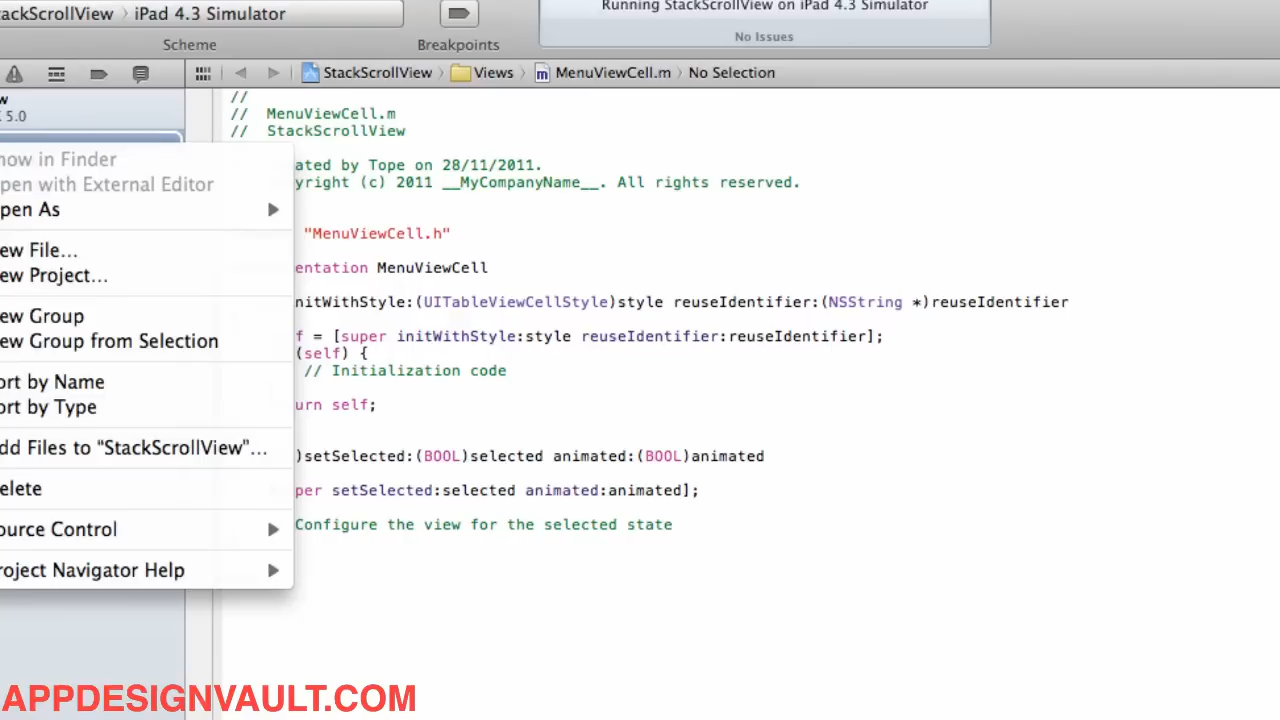 ackScrollView › iPad 4.3 Simulator
Running StackScrollView on iPad 4.3 Simulator
Scheme
Breakpoints
No Issues
StackScrollView › Views › m MenuViewCell.m › No Selection
w
5.0
//
// MenuViewCell.m
// StackScrollView
ated by Tope on 28/11/2011.
pyright (c) 2011 __MyCompanyName__. All rights reserved.
"MenuViewCell.h"
entation MenuViewCell
nitWithStyle:(UITableViewCellStyle)style reuseIdentifier:(NSString *)reuseIdentifier
f = [super initWithStyle:style reuseIdentifier:reuseIdentifier];
(self) {
// Initialization code
urn self;
)setSelected:(BOOL)selected animated:(BOOL)animated
per setSelected:selected animated:animated];
Configure the view for the selected state
how in Finder
pen with External Editor
pen As
ew File...
ew Project...
ew Group
ew Group from Selection
ort by Name
ort by Type
dd Files to “StackScrollView”...
elete
ource Control
roject Navigator Help
APPDESIGNVAULT.COM